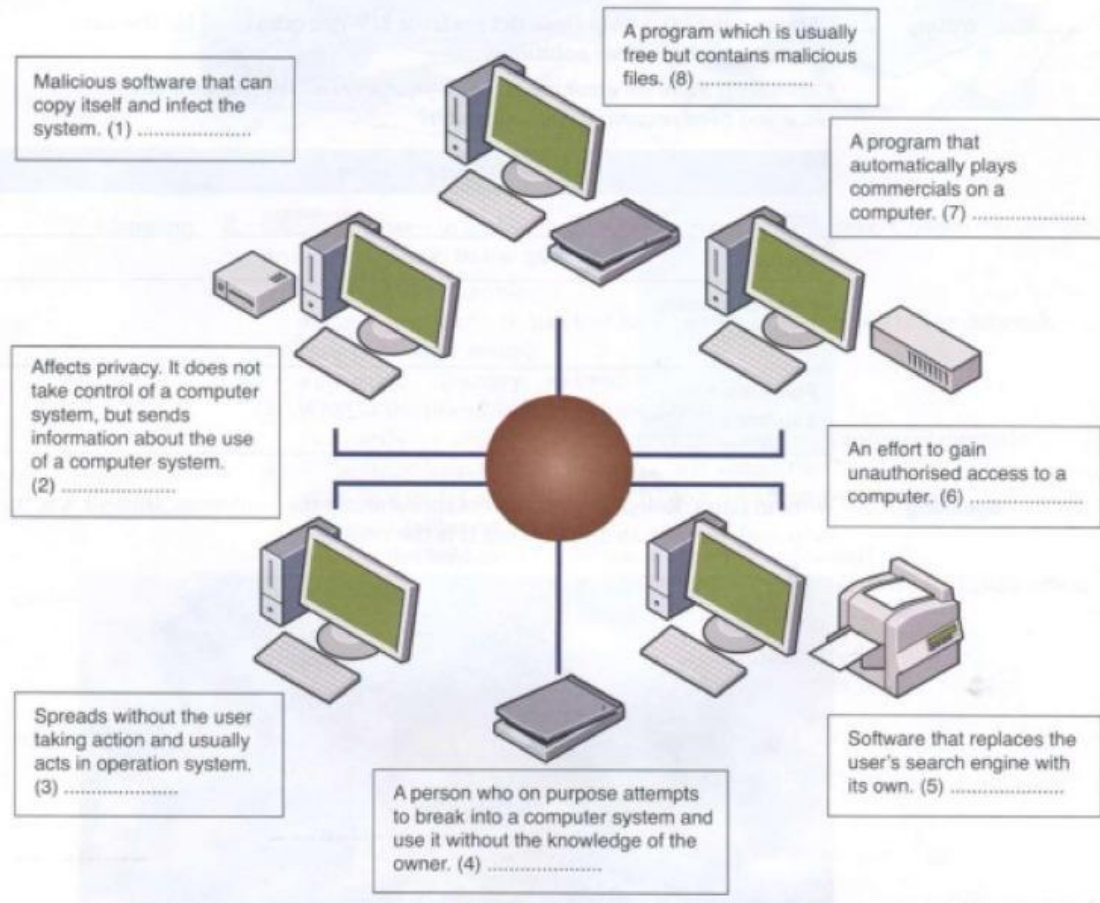 A program which is usually
free but contains malicious
files. (8) ....................
Malicious software that can
copy itself and infect the
system. (1) ....................
A program that
automatically plays
commercials on a
computer. (7) ....................
Affects privacy. It does not
take control of a computer
system, but sends
information about the use
of a computer system.
(2) ....................
An effort to gain
unauthorised access to a
computer. (6) ....................
Spreads without the user
taking action and usually
acts in operation system.
(3) ....................
Software that replaces the
user's search engine with
its own. (5) ....................
A person who on purpose attempts
to break into a computer system and
use it without the knowledge of the
owner. (4) ....................